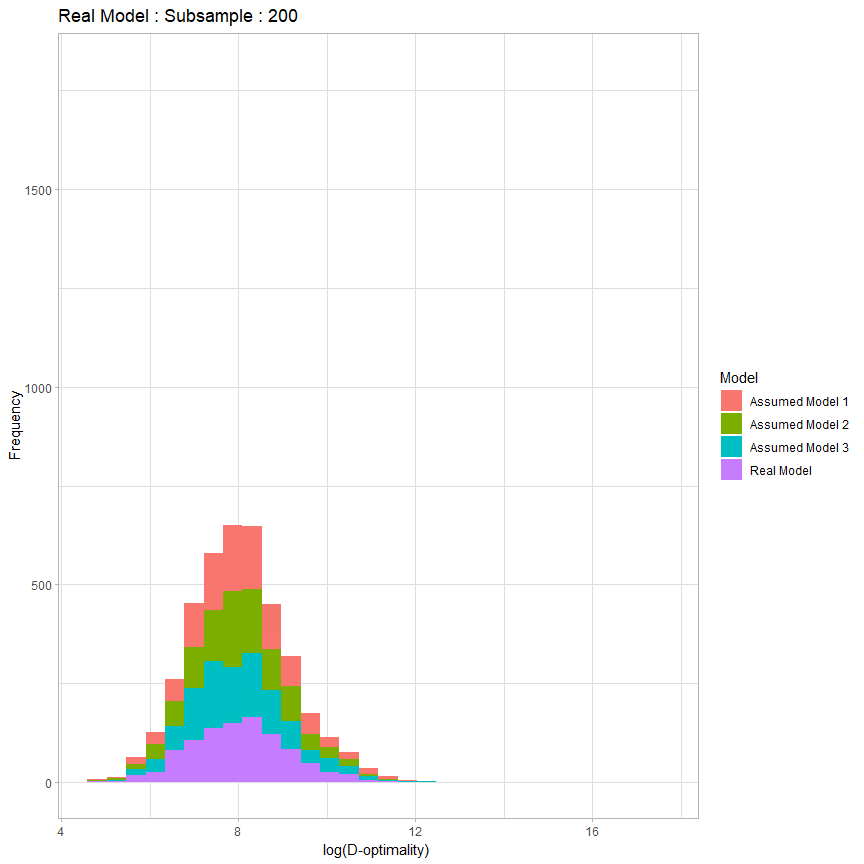 Real Model : Subsample : 200
Frequency
1500
1000
500
0
4
8
12
16
log(D-optimality)
Model
Assumed Model 1
Assumed Model 2
Assumed Model 3
Real Model